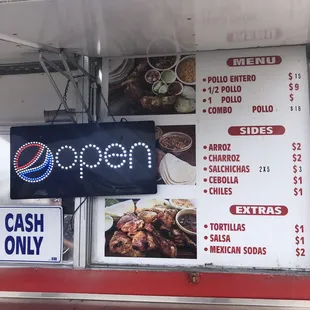 MENU
POLLO ENTERO $15
1/2 POLLO $9
1 POLLO $
COMBO POLLO $18
SIDES
ARROZ $2
CHARROZ $2
SALCHICHAS 2x5 $3
CEBOLLA $1
CHILES $1
EXTRAS
TORTILLAS $1
SALSA $1
MEXICAN SODAS $2
open
CASH
ONLY